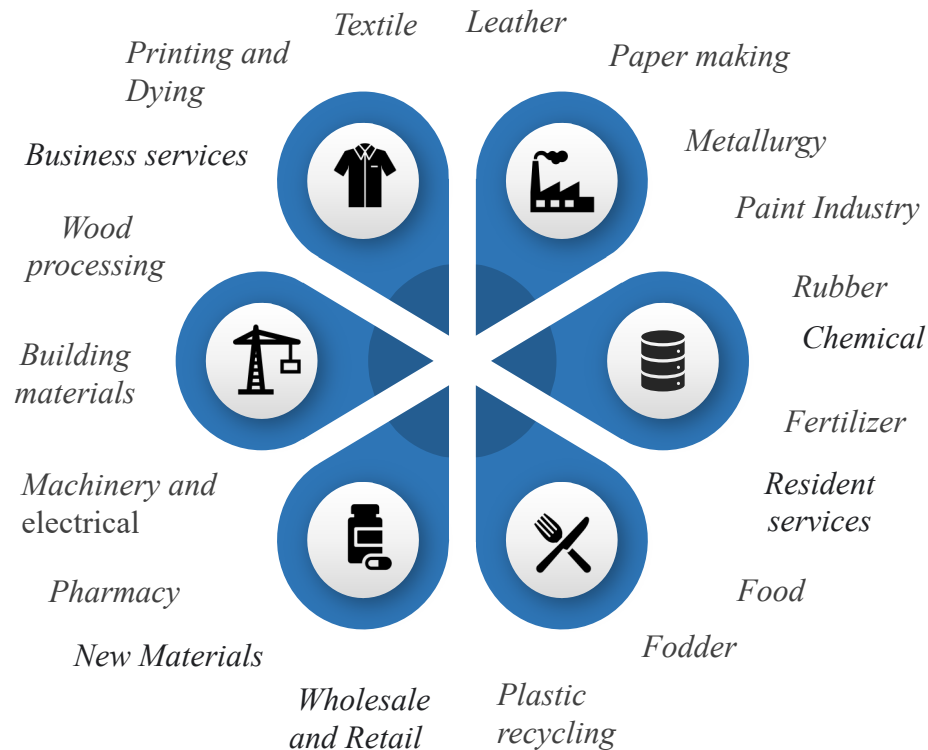 Textile
Leather
Printing and
Dying
Paper making
Business services
Metallurgy
Wood
processing
Paint Industry
Rubber
Chemical
Building
materials
Fertilizer
Machinery and
electrical
Resident
services
Pharmacy
Food
New Materials
Fodder
Wholesale
and Retail
Plastic
recycling